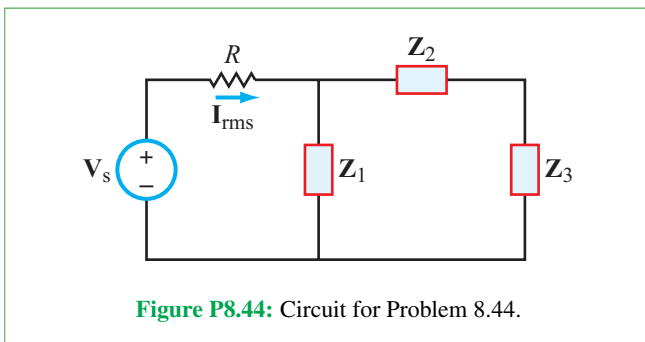 R
Z2
Irms
Vs
+
−
Z1
Z3
Figure P8.44: Circuit for Problem 8.44.